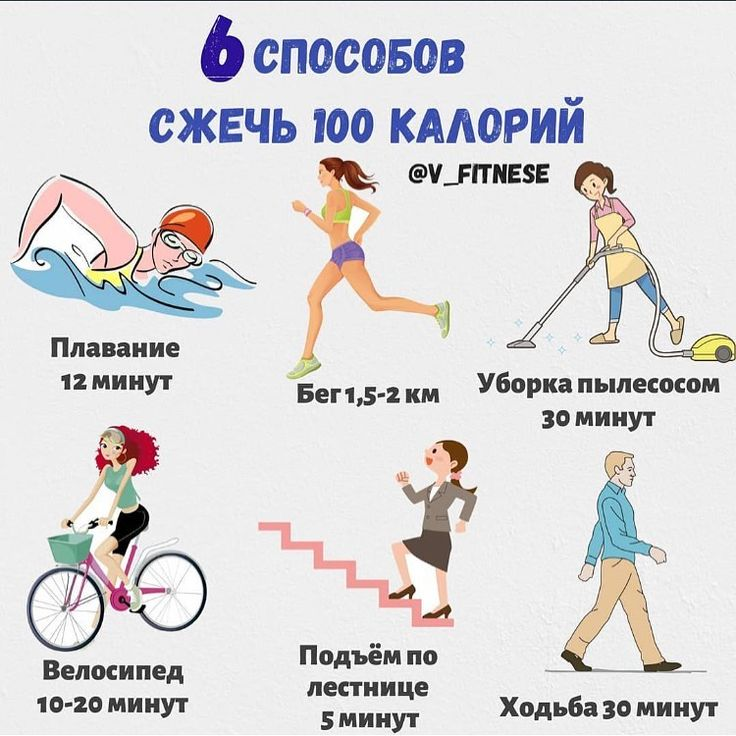 6 СПОСОБОВ
СЖЕЧЬ 100 КАЛОРИЙ
@V_FITNESE
Плавание
12 минут
Бег 1,5-2 км
Уборка пылесосом
30 минут
Велосипед
10-20 минут
Подъём по
лестнице
5 минут
Ходьба 30 минут